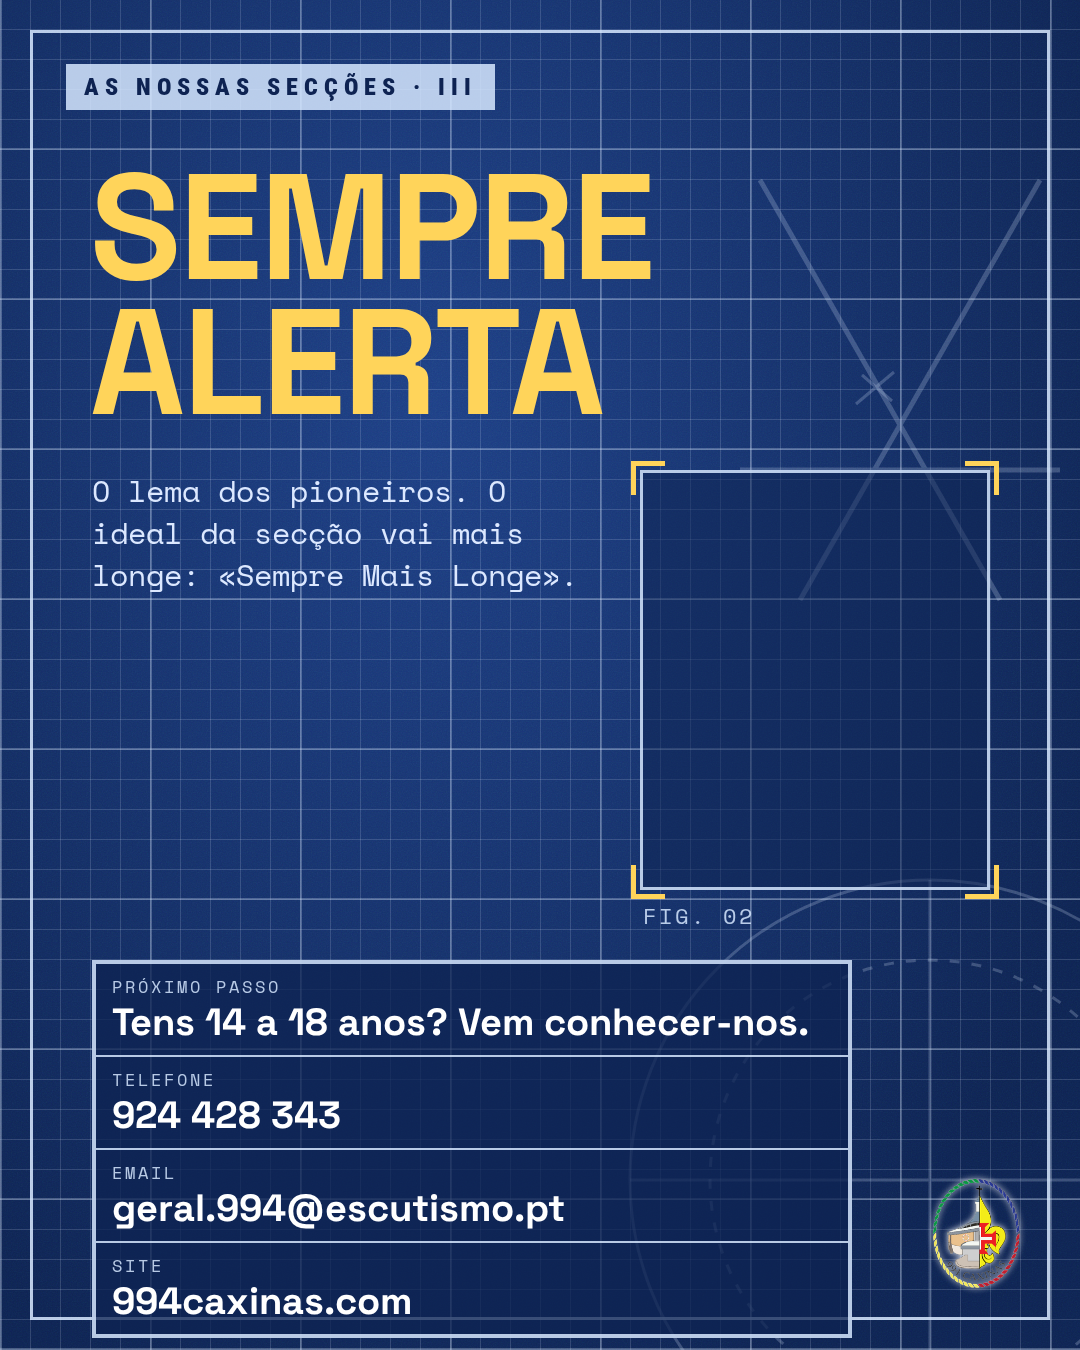 AS NOSSAS SECÇÕES · III
SEMPRE
ALERTA
O lema dos pioneiros. O
ideal da secção vai mais
longe: «Sempre Mais Longe».
FIG. 02
PRÓXIMO PASSO
Tens 14 a 18 anos? Vem conhecer-nos.
TELEFONE
924 428 343
EMAIL
geral.994@escutismo.pt
SITE
994caxinas.com